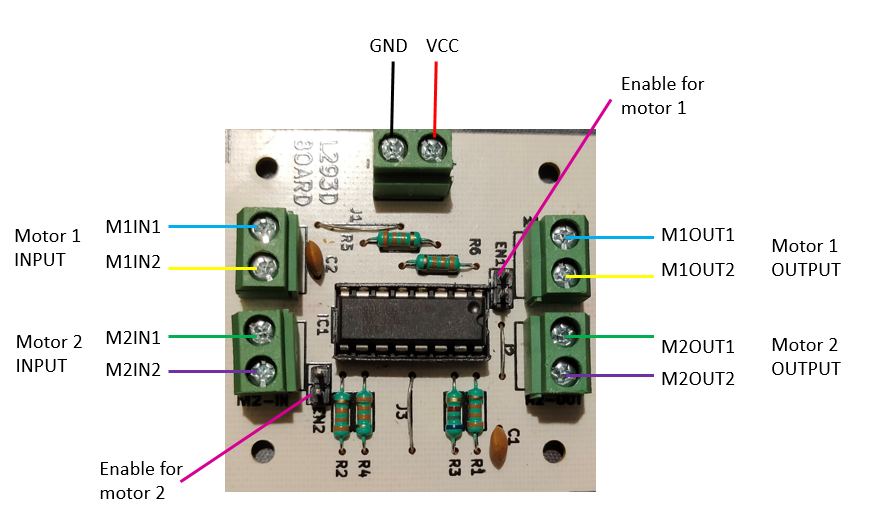 GND VCC
Enable for
motor 1
L293D
BOARD
-
Motor 1
INPUT
M1IN1
M1IN2
J1
R5
R6
C2
EN1
M1OUT1
M1OUT2
Motor 1
OUTPUT
IC1
Motor 2
INPUT
M2IN1
M2IN2
M2OUT1
M2OUT2
Motor 2
OUTPUT
M2-IN
EN2
J3
C1
R2
R4
R3
R1
Enable for
motor 2